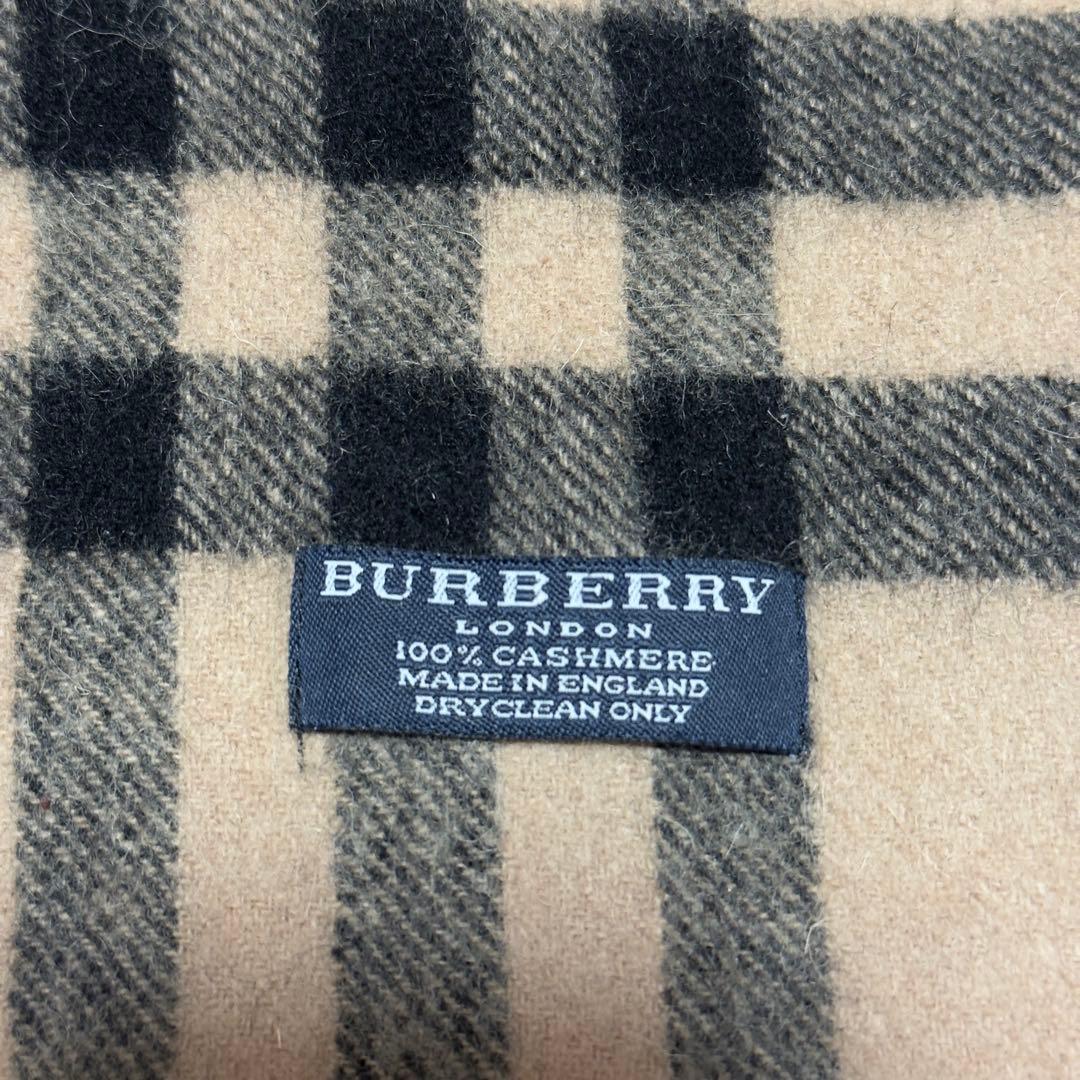 BURBERRY
LONDON
100% CASHMERE
MADE IN ENGLAND
DRYCLEAN ONLY